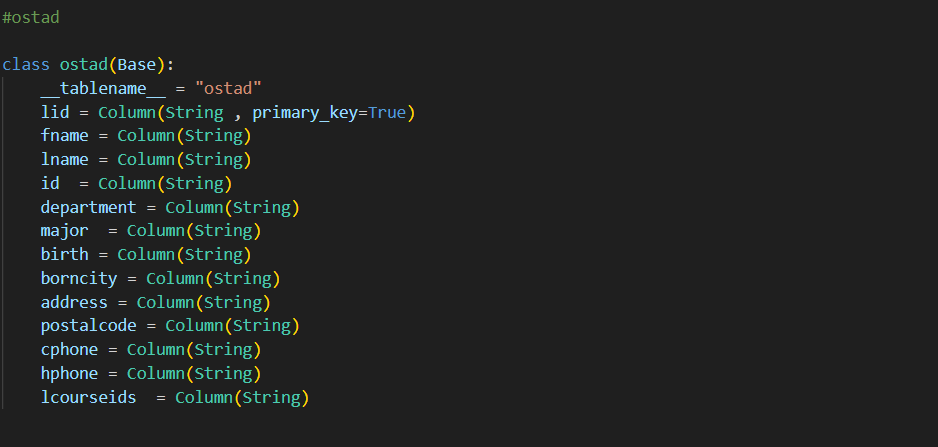 #ostad
class ostad(Base):
    __tablename__ = "ostad"
    lid = Column(String , primary_key=True)
    fname = Column(String)
    lname = Column(String)
    id  = Column(String)
    department = Column(String)
    major  = Column(String)
    birth = Column(String)
    borncity = Column(String)
    address = Column(String)
    postalcode = Column(String)
    cphone = Column(String)
    hphone = Column(String)
    lcourseids  = Column(String)